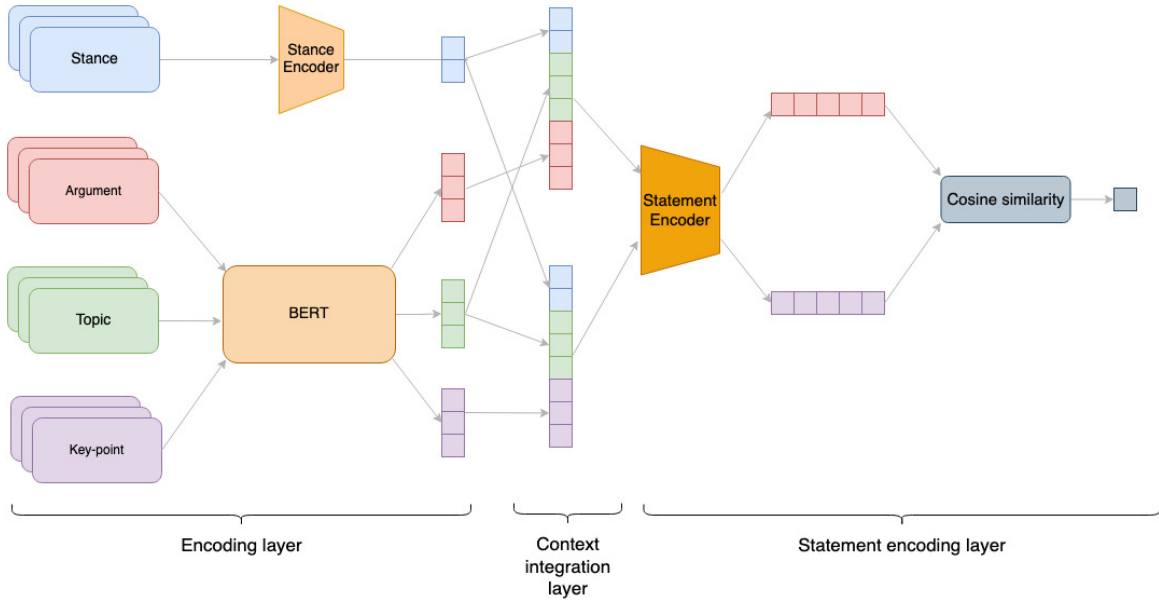 Stance
Stance
Encoder
Argument
Topic
BERT
Key-point
Statement
Encoder
Cosine similarity
Encoding layer
Context
integration
layer
Statement encoding layer